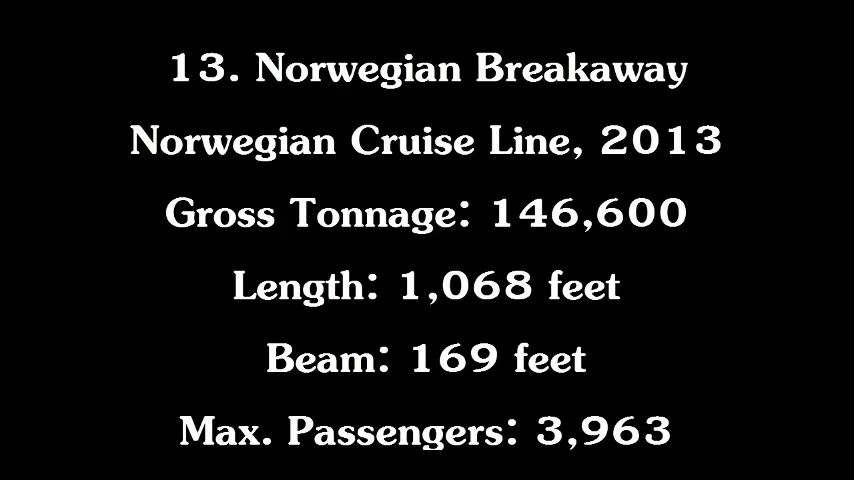 13. Norwegian Breakaway
Norwegian Cruise Line, 2013
Gross Tonnage: 146,600
Length: 1,068 feet
Beam: 169 feet
Max. Passengers: 3,963